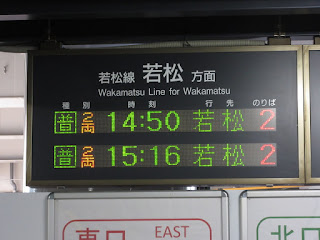 若松線 若松 方面
Wakamatsu Line for Wakamatsu
種 別 時 刻 行 先 のりば
普 2両 14:50 若松 2
普 2両 15:16 若松 2
東口 EAST
北口